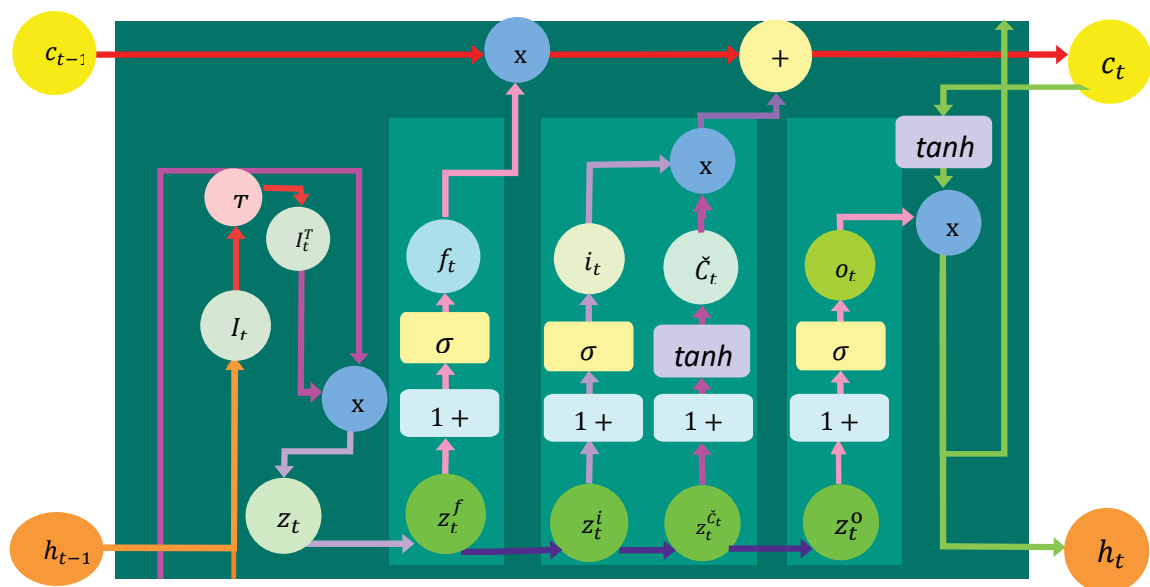 c_{t-1}
x
+
c_t
tanh
T
I_t^T
x
x
f_t
i_t
Č_t
o_t
I_t
σ
σ
tanh
σ
x
1 +
1 +
1 +
1 +
z_t
z_t^f
z_t^i
z_t^{Č_t}
z_t^o
h_{t-1}
h_t